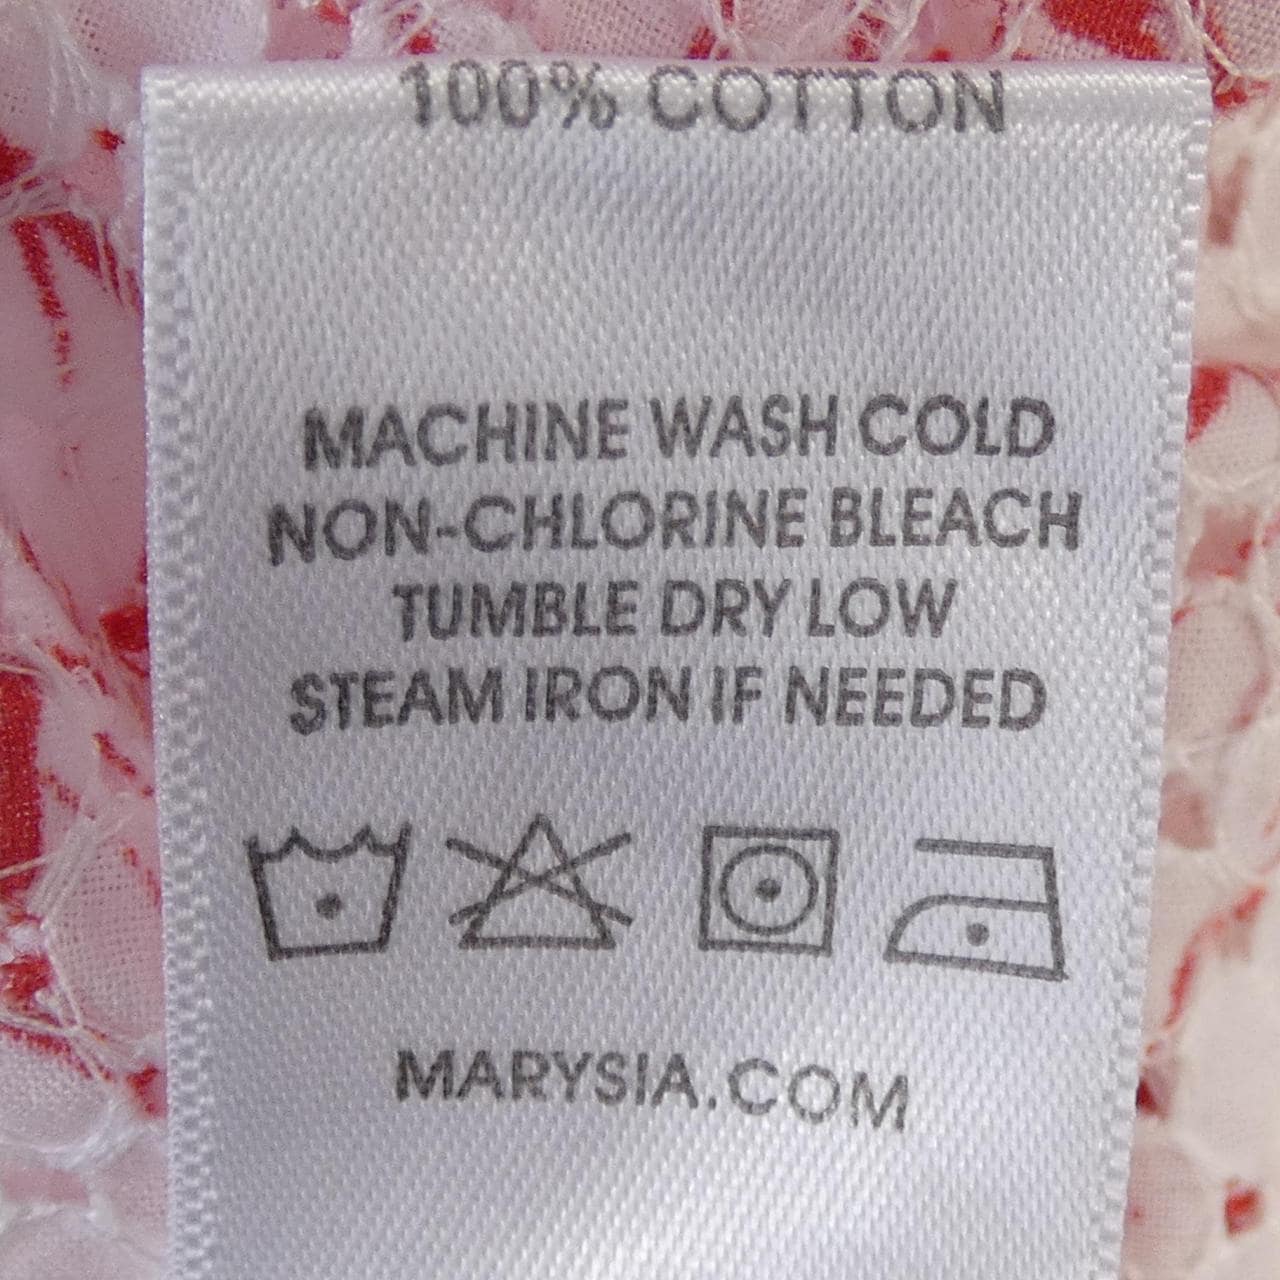 100% COTTON
MACHINE WASH COLD
NON-CHLORINE BLEACH
TUMBLE DRY LOW
STEAM IRON IF NEEDED
MARYSIA.COM